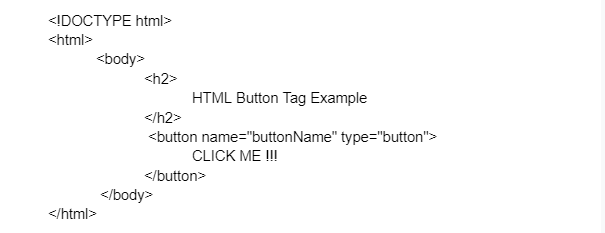 <!DOCTYPE html>
<html>
<body>
<h2>
HTML Button Tag Example
</h2>
<button name="buttonName" type="button">
CLICK ME !!!
</button>
</body>
</html>